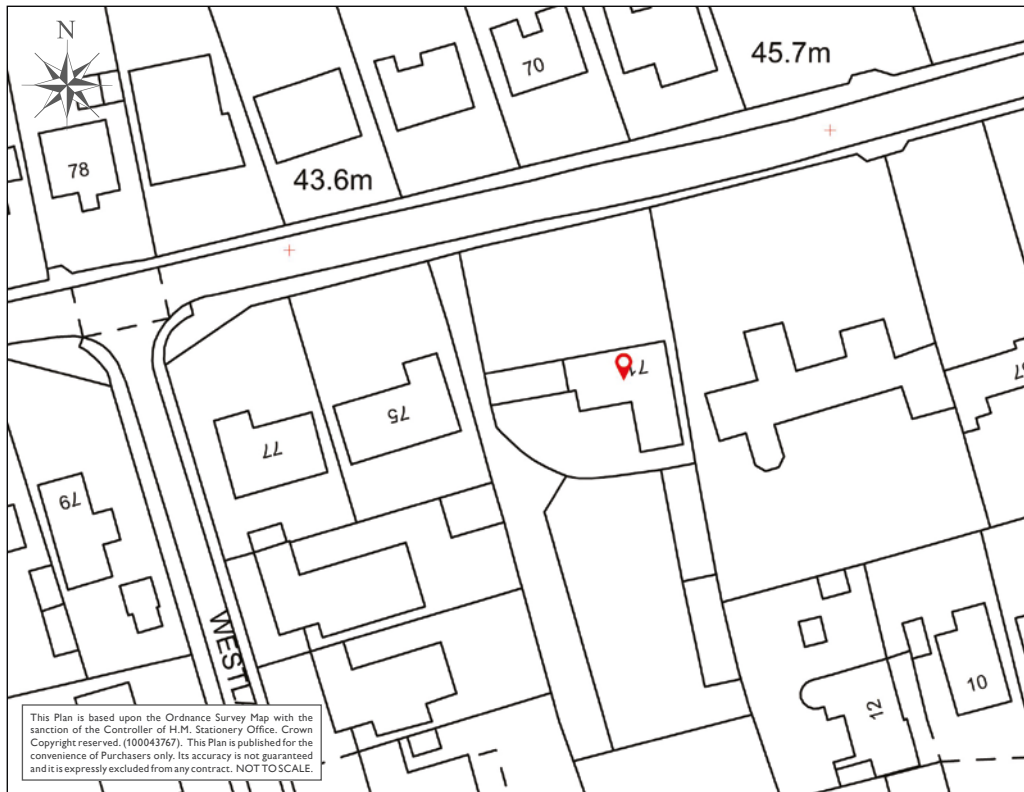 N
45.7m
70
78
43.6m
71
75
77
79
WESTL
10
12
This Plan is based upon the Ordnance Survey Map with the
sanction of the Controller of H.M. Stationery Office. Crown
Copyright reserved. (100043767). This Plan is published for the
convenience of Purchasers only. Its accuracy is not guaranteed
and it is expressly excluded from any contract. NOT TO SCALE.